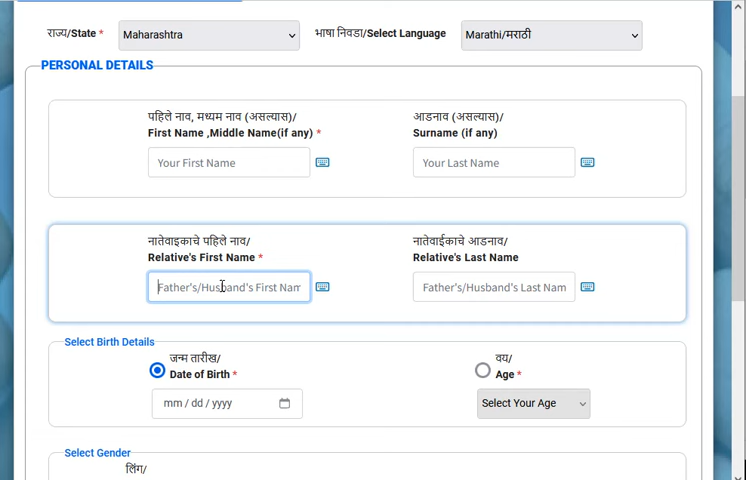 राज्य/State * Maharashtra भाषा निवडा/Select Language Marathi/मराठी
PERSONAL DETAILS
पहिले नाव, मध्यम नाव (असल्यास)/ आडनाव (असल्यास)/
First Name ,Middle Name(if any) * Surname (if any)
Your First Name Your Last Name
नातेवाइकाचे पहिले नाव/ नातेवाईकाचे आडनाव/
Relative's First Name * Relative's Last Name
Father's/Husband's First Nam Father's/Husband's Last Nam
Select Birth Details
जन्म तारीख/ वय/
Date of Birth * Age *
mm / dd / yyyy Select Your Age
Select Gender
लिंग/